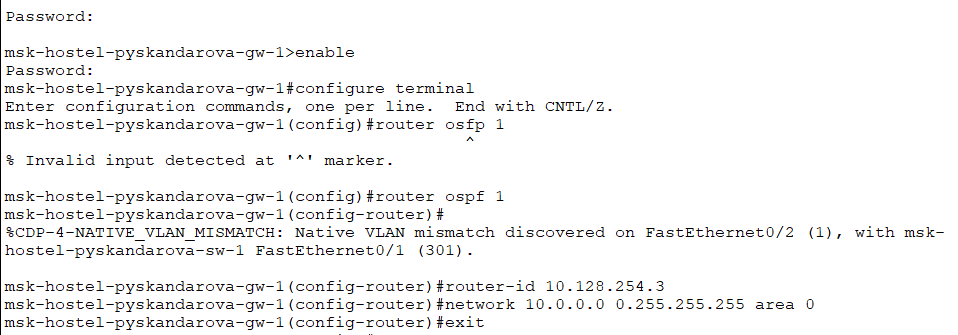 Password:
msk-hostel-pyskandarova-gw-1>enable
Password:
msk-hostel-pyskandarova-gw-1#configure terminal
Enter configuration commands, one per line.  End with CNTL/Z.
msk-hostel-pyskandarova-gw-1(config)#router osfp 1
^
% Invalid input detected at '^' marker.
msk-hostel-pyskandarova-gw-1(config)#router ospf 1
msk-hostel-pyskandarova-gw-1(config-router)#
%CDP-4-NATIVE_VLAN_MISMATCH: Native VLAN mismatch discovered on FastEthernet0/2 (1), with msk-
hostel-pyskandarova-sw-1 FastEthernet0/1 (301).
msk-hostel-pyskandarova-gw-1(config-router)#router-id 10.128.254.3
msk-hostel-pyskandarova-gw-1(config-router)#network 10.0.0.0 0.255.255.255 area 0
msk-hostel-pyskandarova-gw-1(config-router)#exit